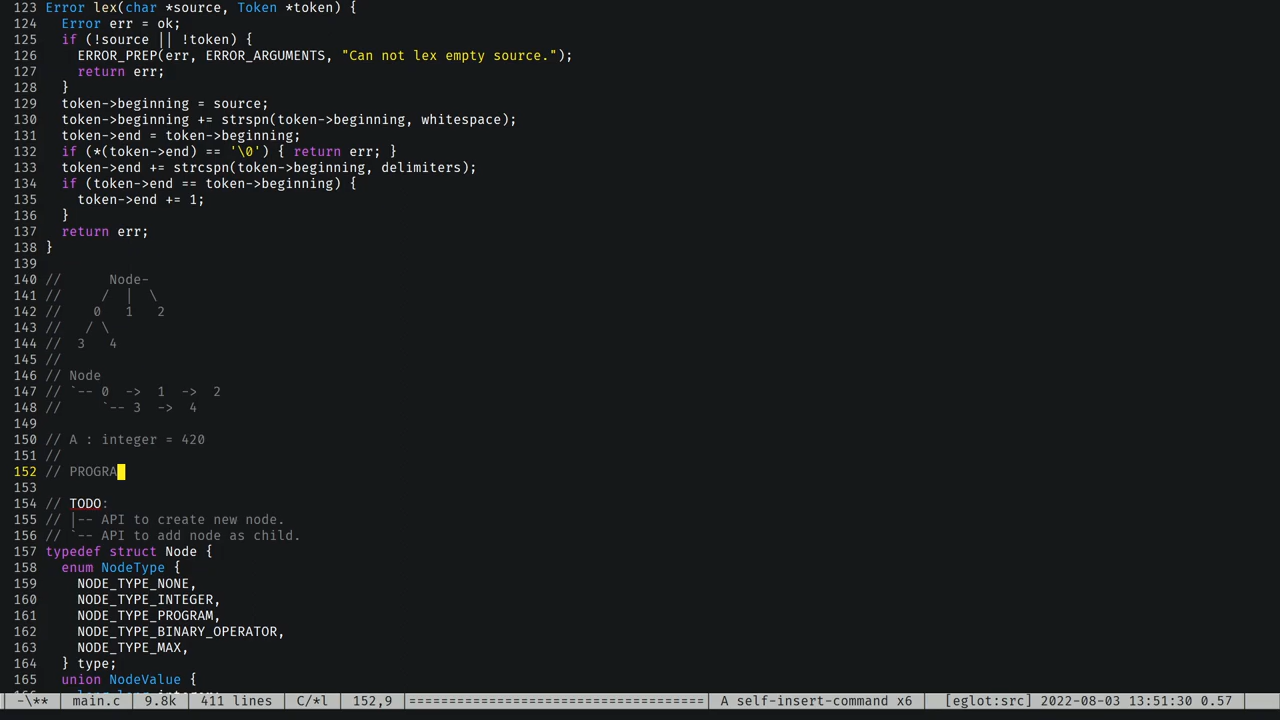 123 Error lex(char *source, Token *token) {
124   Error err = ok;
125   if (!source || !token) {
126     ERROR_PREP(err, ERROR_ARGUMENTS, "Can not lex empty source.");
127     return err;
128   }
129   token->beginning = source;
130   token->beginning += strspn(token->beginning, whitespace);
131   token->end = token->beginning;
132   if (*(token->end) == '\0') { return err; }
133   token->end += strcspn(token->beginning, delimiters);
134   if (token->end == token->beginning) {
135     token->end += 1;
136   }
137   return err;
138 }
139
140 //      Node-
141 //     /  |  \
142 //    0   1   2
143 //   / \
144 //  3   4
145 //
146 // Node
147 // `-- 0  ->  1  ->  2
148 //     `-- 3  ->  4
149
150 // A : integer = 420
151 //
152 // PROGRA
153
154 // TODO:
155 // |-- API to create new node.
156 // `-- API to add node as child.
157 typedef struct Node {
158   enum NodeType {
159     NODE_TYPE_NONE,
160     NODE_TYPE_INTEGER,
161     NODE_TYPE_PROGRAM,
162     NODE_TYPE_BINARY_OPERATOR,
163     NODE_TYPE_MAX,
164   } type;
165   union NodeValue {
-\** main.c 9.8k 411 lines C/*l 152,9 ===================================== A self-insert-command x6 [eglot:src] 2022-08-03 13:51:30 0.57